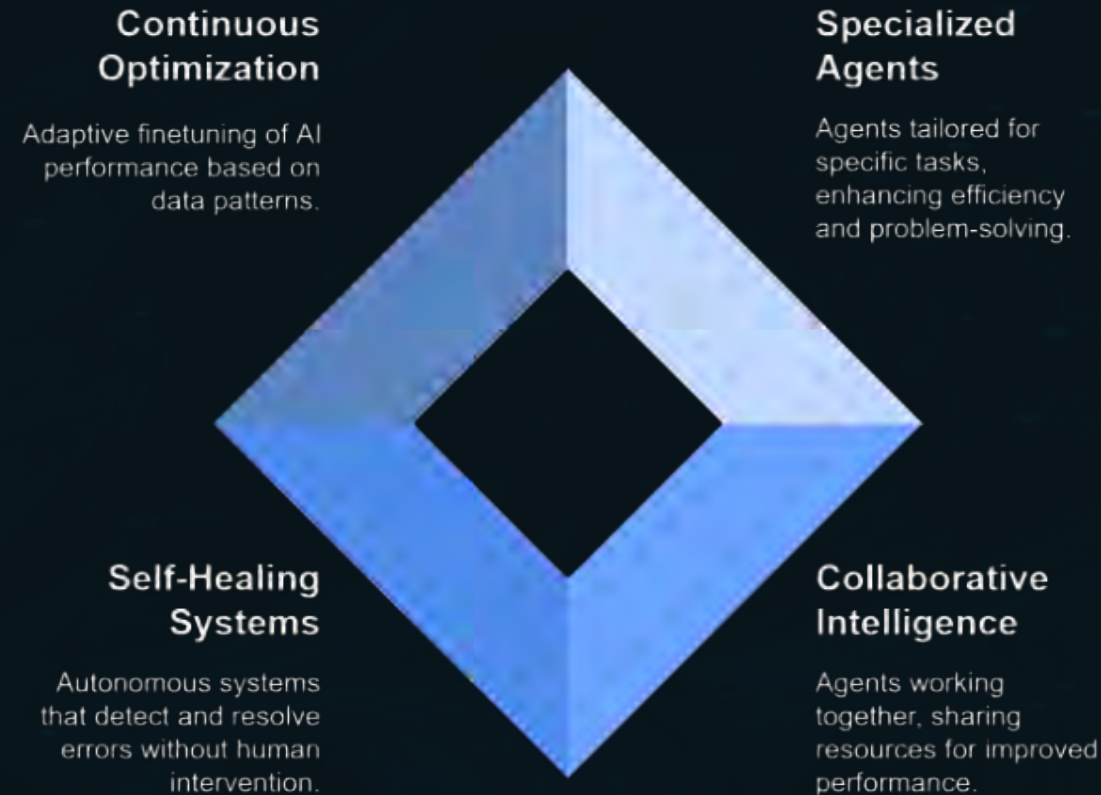 Continuous
Optimization
Adaptive finetuning of AI
performance based on
data patterns.
Specialized
Agents
Agents tailored for
specific tasks,
enhancing efficiency
and problem-solving.
Self-Healing
Systems
Autonomous systems
that detect and resolve
errors without human
intervention.
Collaborative
Intelligence
Agents working
together, sharing
resources for improved
performance.